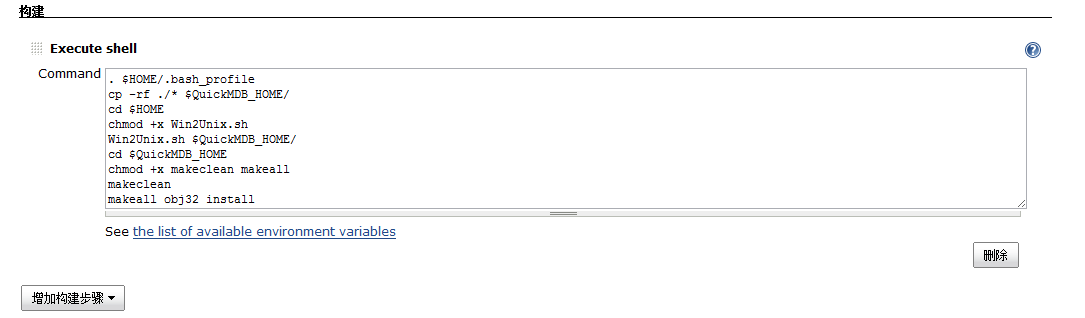 构建
Execute shell
Command
. $HOME/.bash_profile
cp -rf ./* $QuickMDB_HOME/
cd $HOME
chmod +x Win2Unix.sh
Win2Unix.sh $QuickMDB_HOME/
cd $QuickMDB_HOME
chmod +x makeclean makeall
makeclean
makeall obj32 install
See the list of available environment variables
删除
增加构建步骤